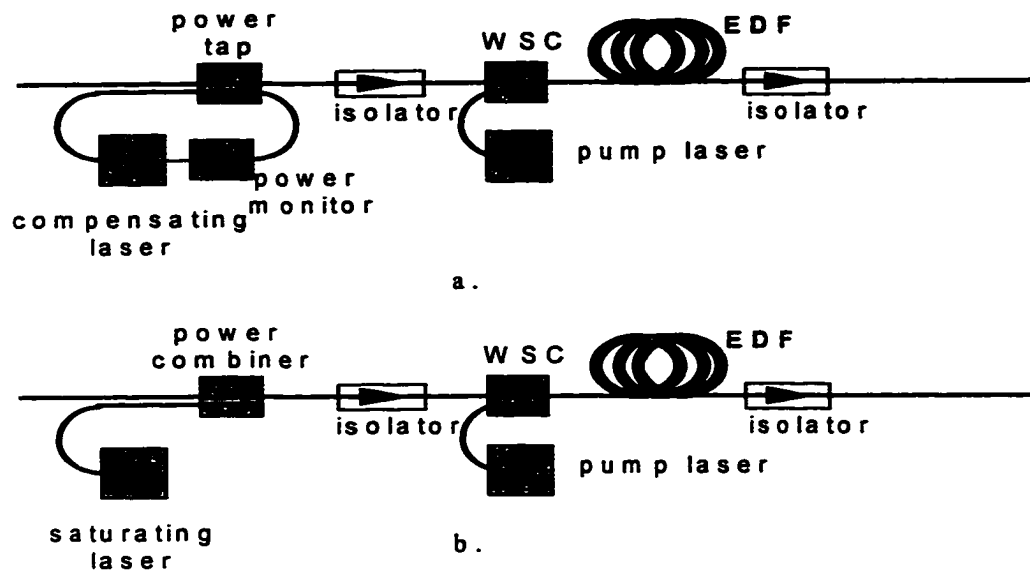 power
tap
WSC
EDF
isolator
isolator
pump laser
power
monitor
compensating
laser
a.
power
combiner
WSC
EDF
isolator
isolator
pump laser
saturating
laser
b.